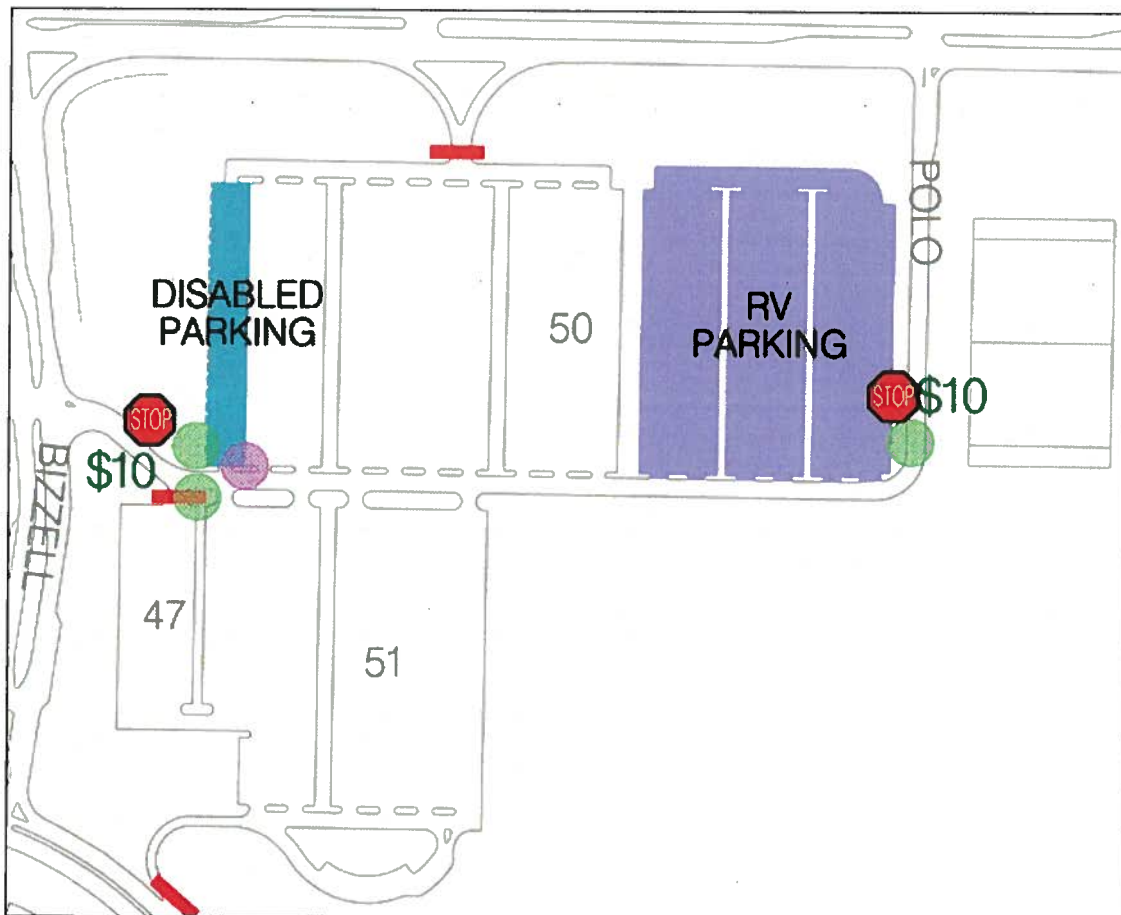 POLO
DISABLED
PARKING
50
RV
PARKING
STOP
$10
STOP
$10
BIZZELL
47
51